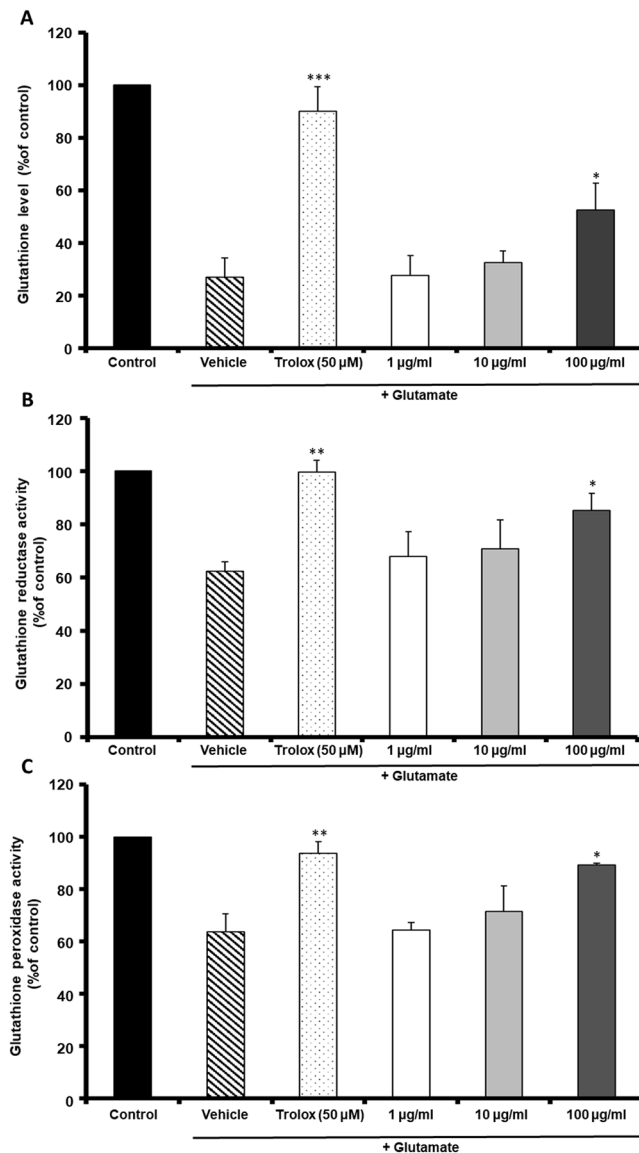 A
Glutathione level (%of control)
120
100
80
60
40
20
0
***
*
Control Vehicle Trolox (50 µM) 1 µg/ml 10 µg/ml 100 µg/ml
+ Glutamate
B
Glutathione reductase activity
(%of control)
120
100
80
60
40
20
0
**
*
Control Vehicle Trolox (50 µM) 1 µg/ml 10 µg/ml 100 µg/ml
+ Glutamate
C
Glutathione peroxidase activity
(%of control)
120
100
80
60
40
20
0
**
*
Control Vehicle Trolox (50 µM) 1 µg/ml 10 µg/ml 100 µg/ml
+ Glutamate